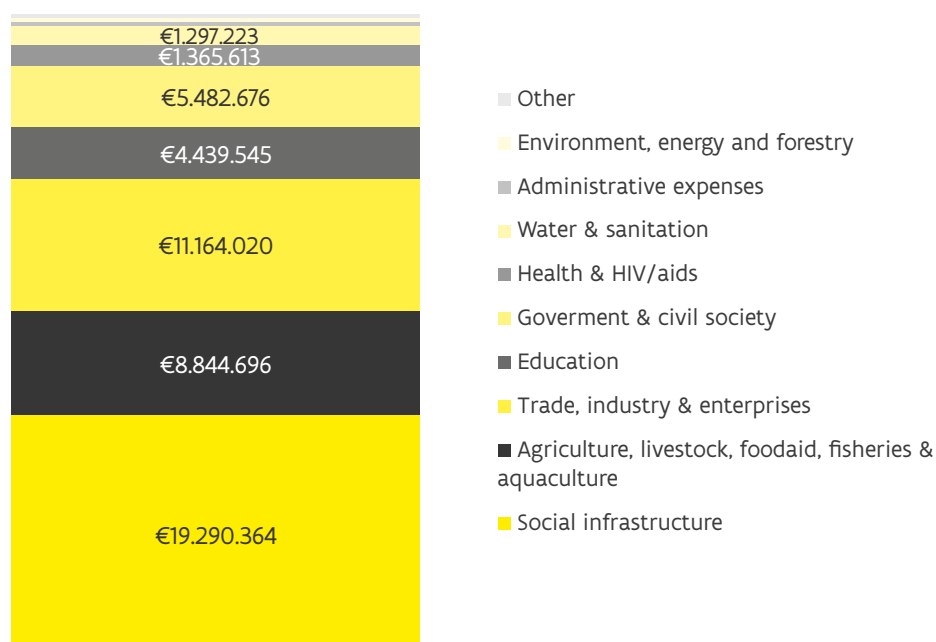 €1.297.223
€1.365.613
€5.482.676
€4.439.545
€11.164.020
€8.844.696
€19.290.364
Other
Environment, energy and forestry
Administrative expenses
Water & sanitation
Health & HIV/aids
Goverment & civil society
Education
Trade, industry & enterprises
Agriculture, livestock, foodaid, fisheries &
aquaculture
Social infrastructure